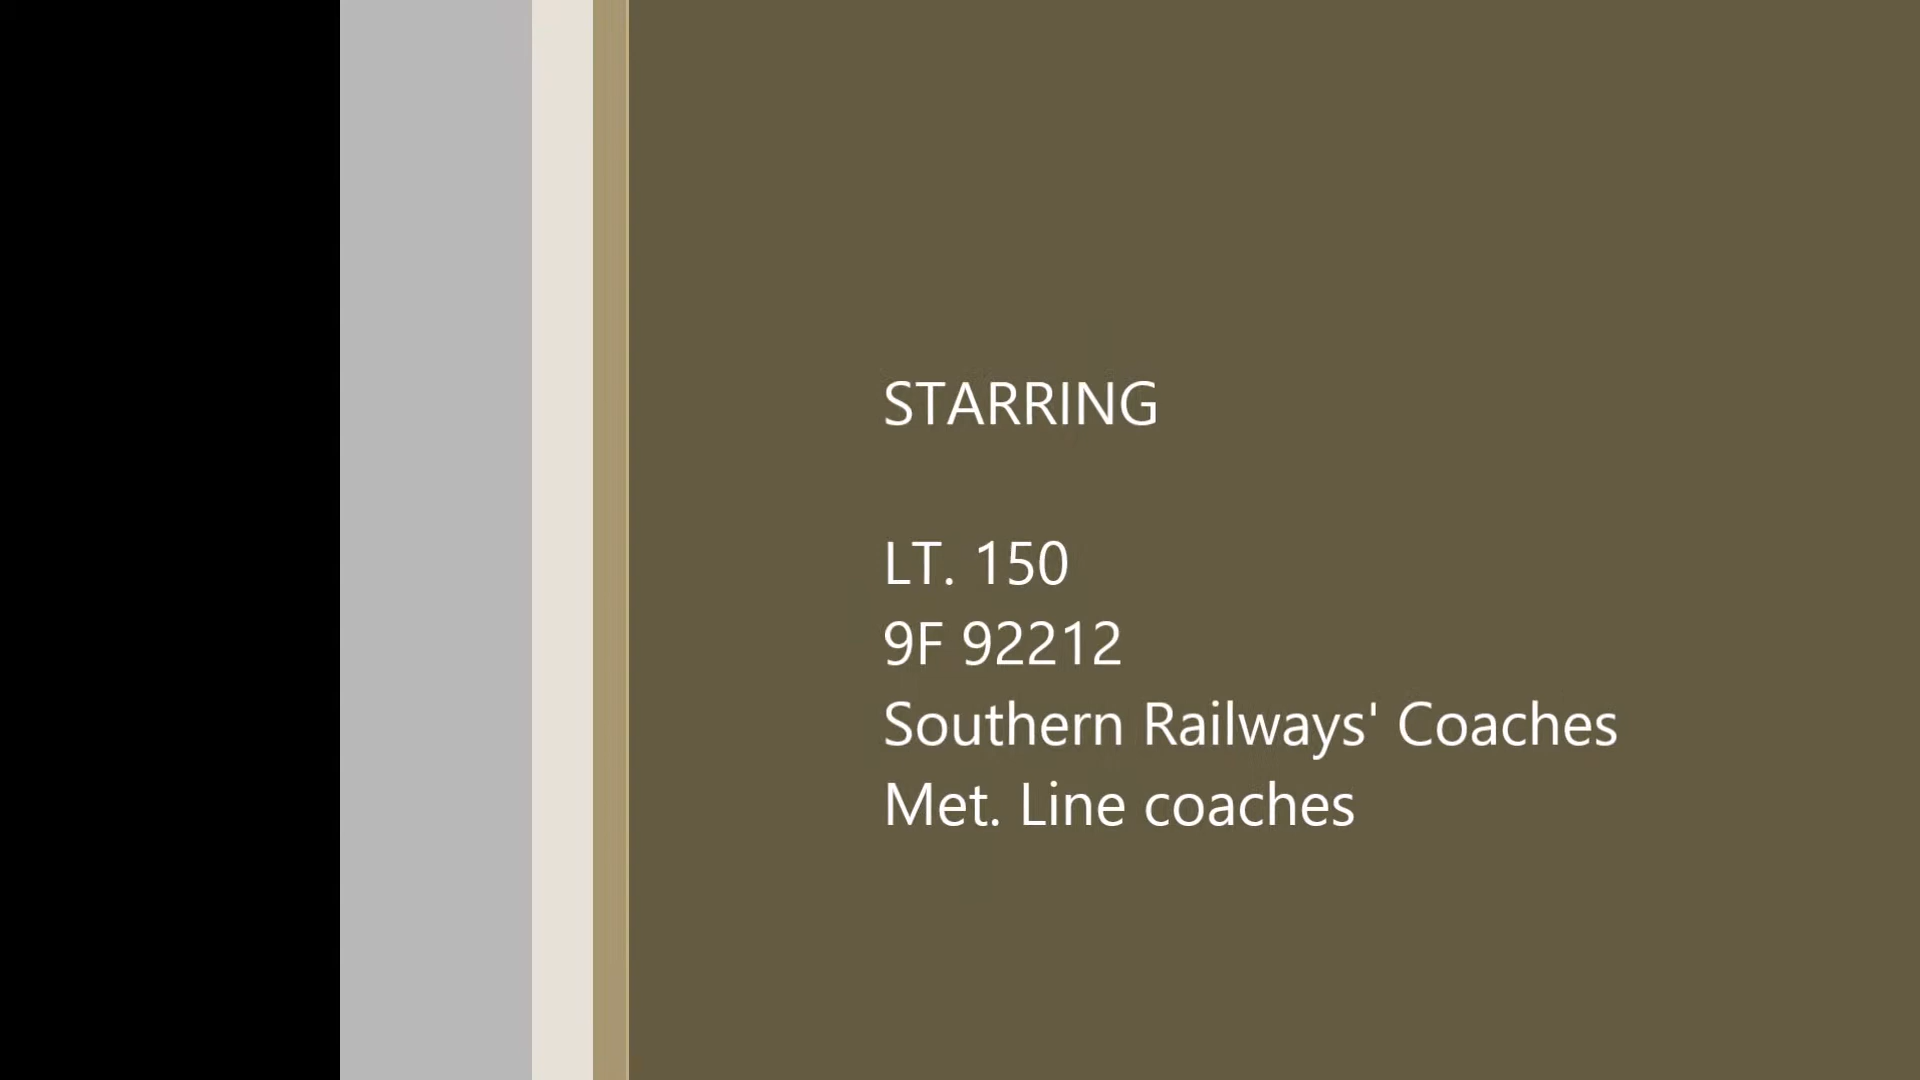 STARRING
LT. 150
9F 92212
Southern Railways' Coaches
Met. Line coaches